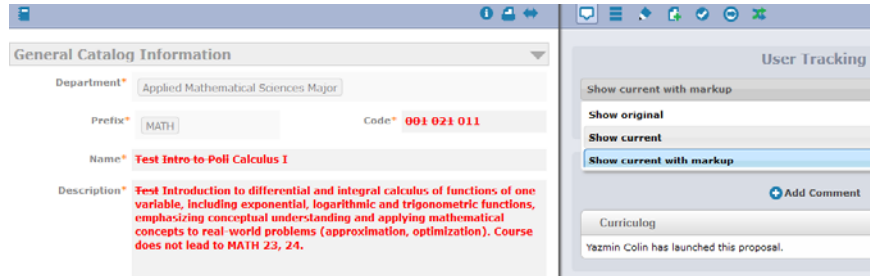 General Catalog Information
Department* Applied Mathematical Sciences Major
Prefix* MATH
Code* 001 021 011
Name* Test Intro to Poli Calculus I
Description* Test Introduction to differential and integral calculus of functions of one
variable, including exponential, logarithmic and trigonometric functions,
emphasizing conceptual understanding and applying mathematical
concepts to real-world problems (approximation, optimization). Course
does not lead to MATH 23, 24.
User Tracking
Show current with markup
Show original
Show current
Show current with markup
Add Comment
Curriculog
Yazmin Colin has launched this proposal.